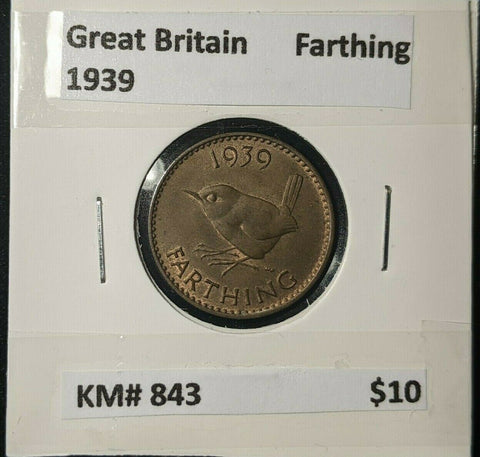 Great Britain Farthing
1939
1939
FARTHING
KM# 843 $10